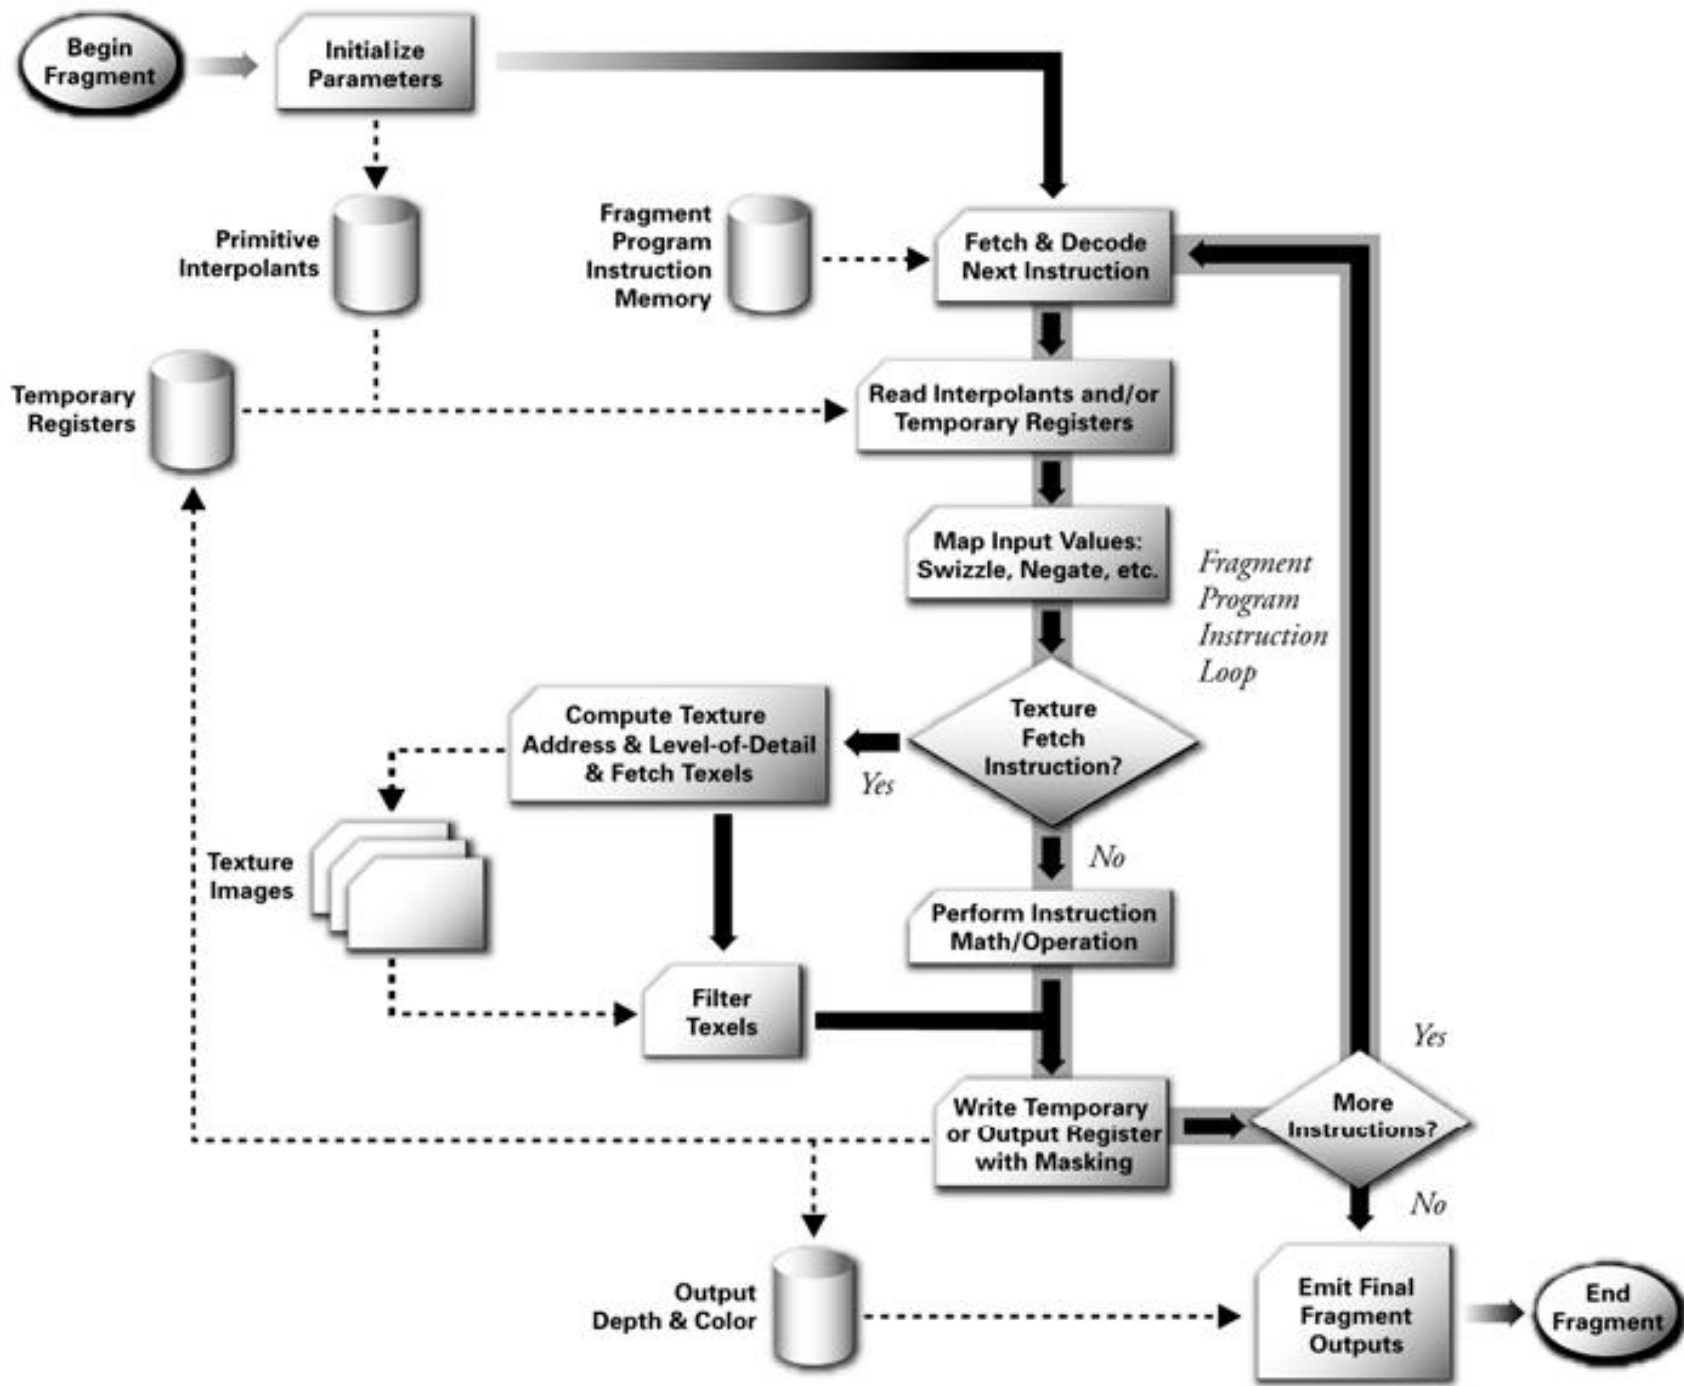 Begin
Fragment
Initialize
Parameters
Primitive
Interpolants
Fragment
Program
Instruction
Memory
Fetch & Decode
Next Instruction
Temporary
Registers
Read Interpolants and/or
Temporary Registers
Map Input Values:
Swizzle, Negate, etc.
Fragment
Program
Instruction
Loop
Texture
Fetch
Instruction?
Yes
Compute Texture
Address & Level-of-Detail
& Fetch Texels
No
Texture
Images
Perform Instruction
Math/Operation
Filter
Texels
Yes
Write Temporary
or Output Register
with Masking
More
Instructions?
No
Output
Depth & Color
Emit Final
Fragment
Outputs
End
Fragment